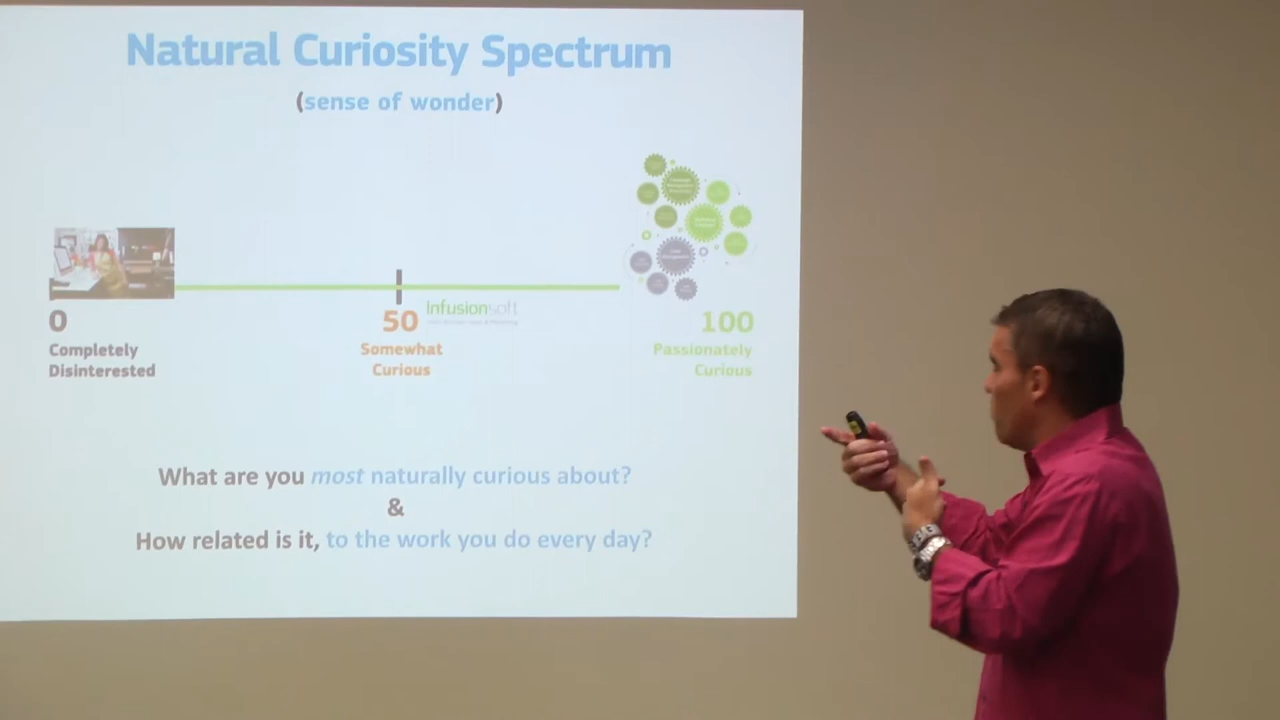 Natural Curiosity Spectrum
(sense of wonder)
Infusionsoft
0
50
100
Completely
Disinterested
Somewhat
Curious
Passionately
Curious
What are you most naturally curious about?
&
How related is it, to the work you do every day?